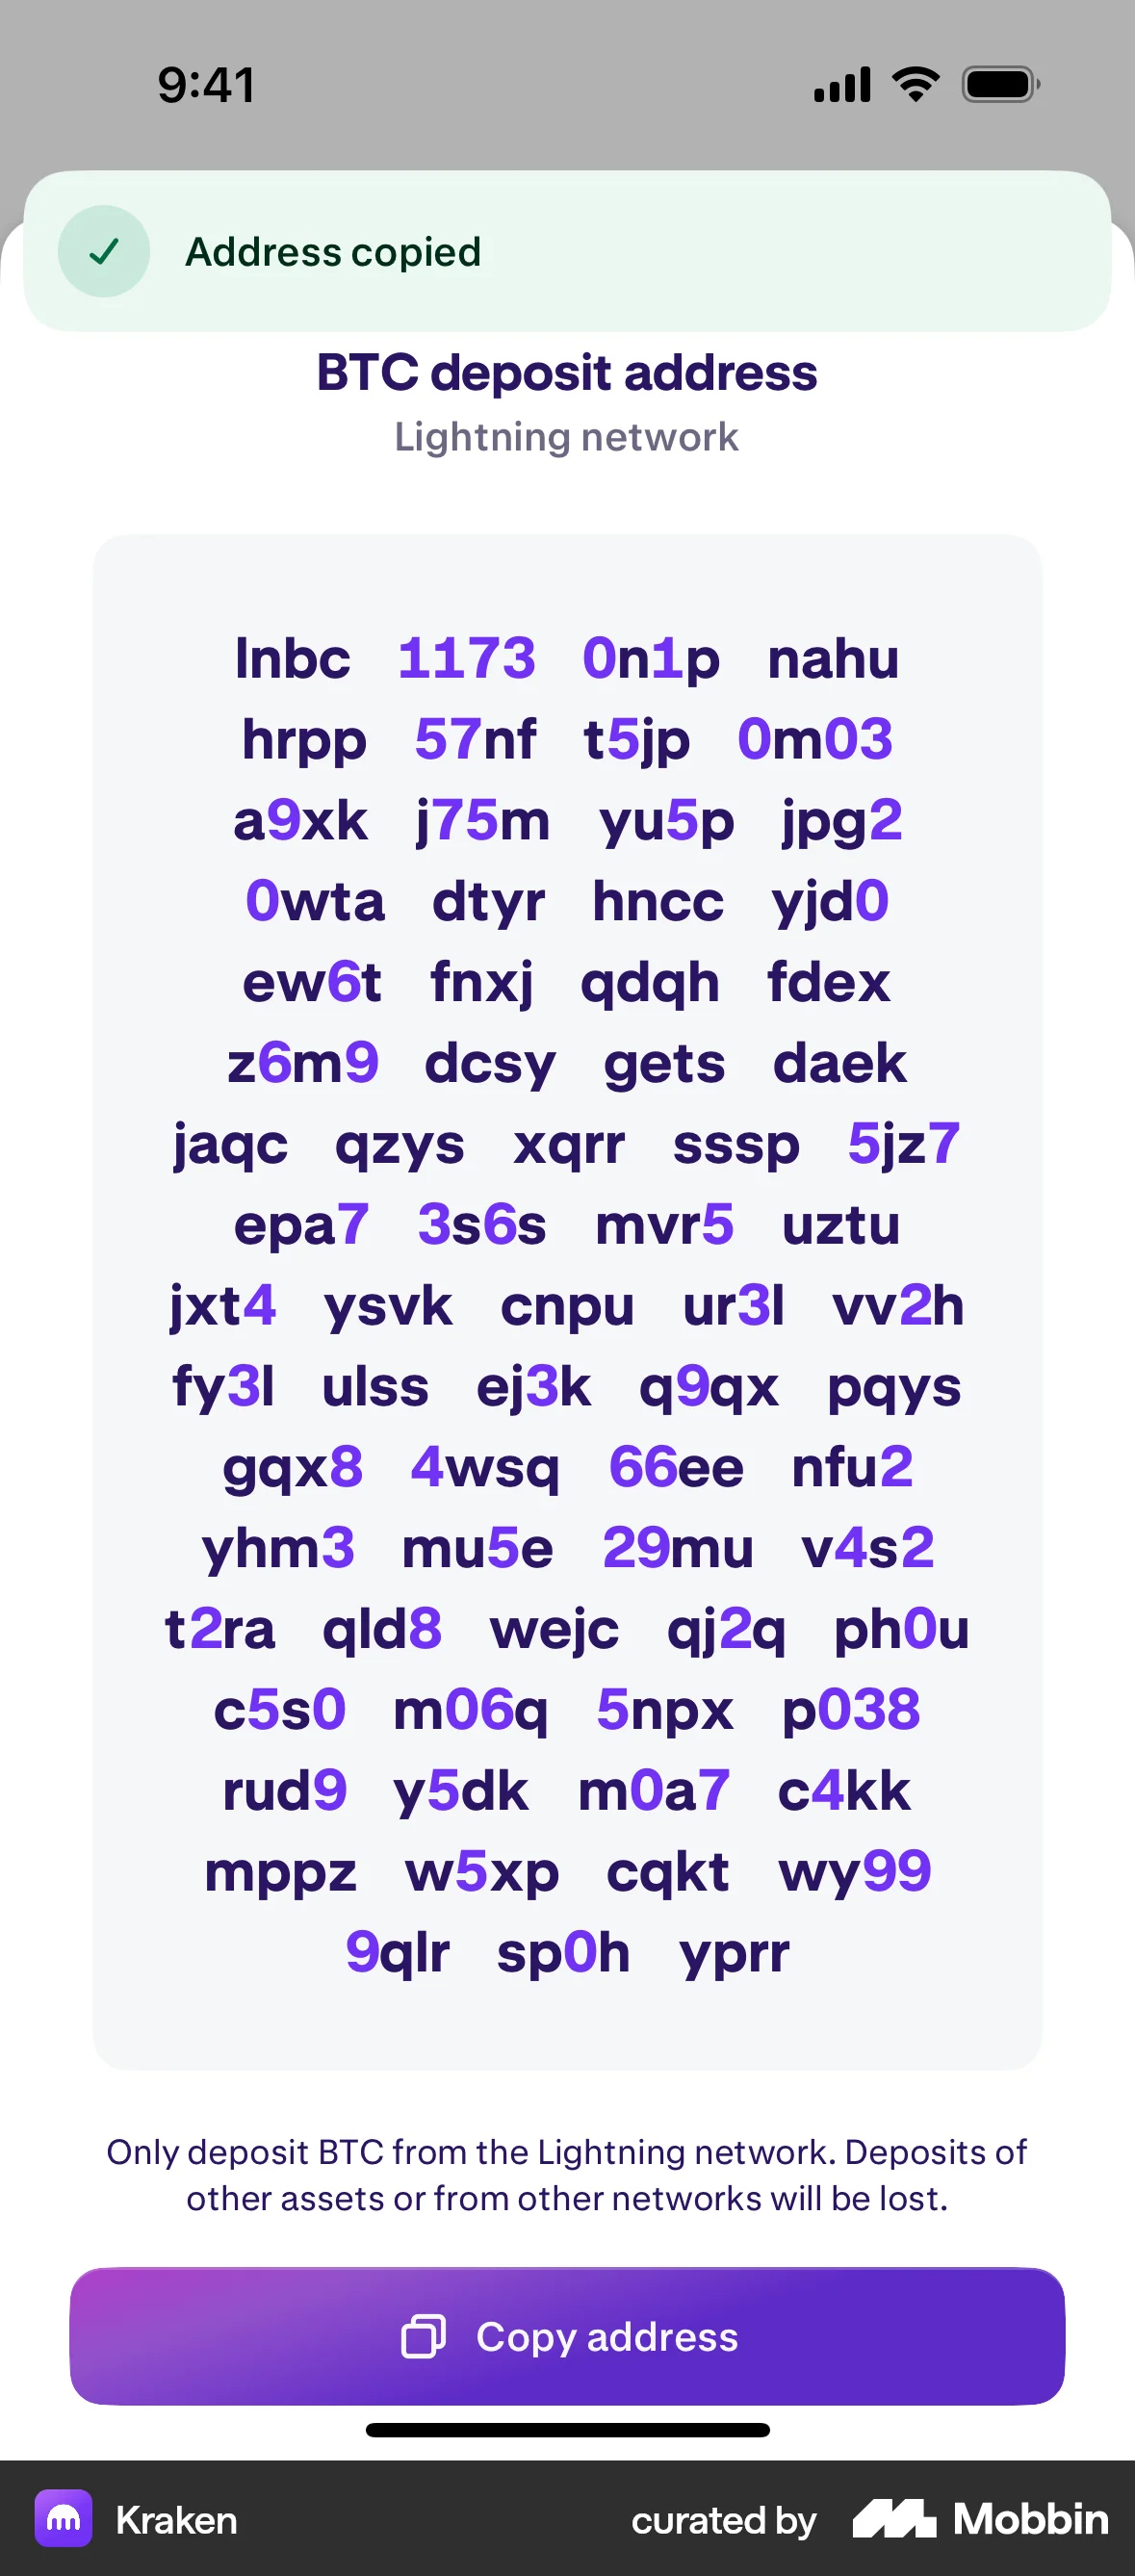 9:41
Address copied
BTC deposit address
Lightning network
lnbc 1173 0n1p nahu
hrpp 57nf t5jp 0m03
a9xk j75m yu5p jpg2
0wta dtyr hncc yjd0
ew6t fnxj qdqh fdex
z6m9 dcsy gets daek
jaqc qzys xqrr sssp 5jz7
epa7 3s6s mvr5 uztu
jxt4 ysvk cnpu ur3l vv2h
fy3l ulss ej3k q9qx pqys
gqx8 4wsq 66ee nfu2
yhm3 mu5e 29mu v4s2
t2ra qld8 wejc qj2q ph0u
c5s0 m06q 5npx p038
rud9 y5dk m0a7 c4kk
mppz w5xp cqkt wy99
9qlr sp0h yprr
Only deposit BTC from the Lightning network. Deposits of
other assets or from other networks will be lost.
Copy address
Kraken curated by Mobbin